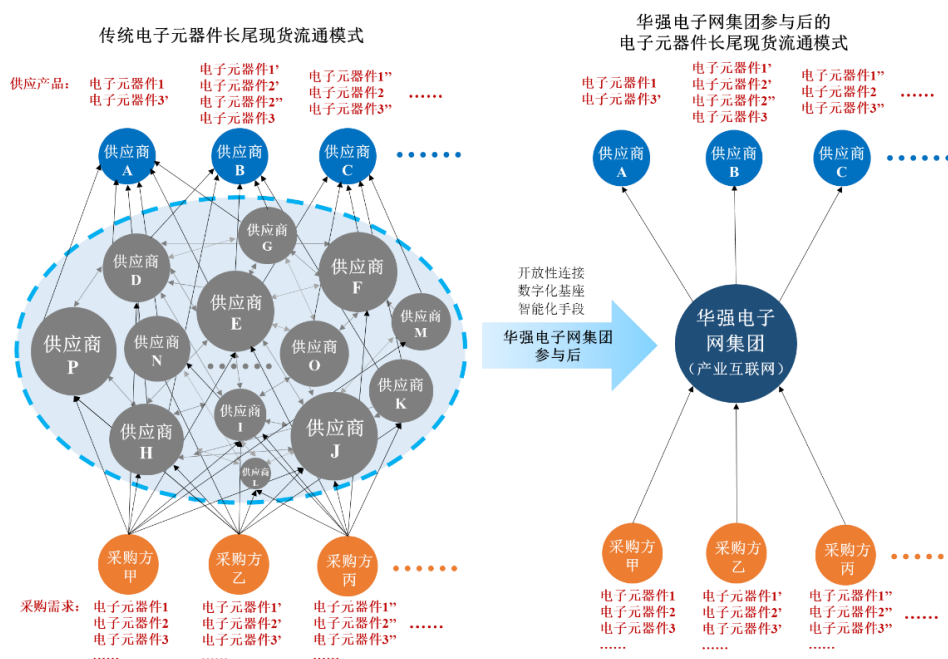 传统电子元器件长尾现货流通模式
供应产品：
电子元器件1
电子元器件3’
电子元器件1’
电子元器件2’
电子元器件2”
电子元器件3
电子元器件1”
电子元器件2
电子元器件3”
……
供应商
A
供应商
B
供应商
C
供应商
G
供应商
D
供应商
F
供应商
E
供应商
M
供应商
P
供应商
N
供应商
O
供应商
K
供应商
I
供应商
H
供应商
J
供应商
L
采购方
甲
采购方
乙
采购方
丙
采购需求：
电子元器件1
电子元器件2
电子元器件3
……
电子元器件1’
电子元器件2’
电子元器件3’
……
电子元器件1”
电子元器件2”
电子元器件3”
……
……
开放性连接
数字化基座
智能化手段
华强电子网集团
参与后
华强电子网集团参与后的
电子元器件长尾现货流通模式
电子元器件1
电子元器件3’
电子元器件1’
电子元器件2’
电子元器件2”
电子元器件3
电子元器件1”
电子元器件2
电子元器件3”
……
供应商
A
供应商
B
供应商
C
华强电子
网集团
（产业互联网）
采购方
甲
采购方
乙
采购方
丙
电子元器件1
电子元器件2
电子元器件3
……
电子元器件1’
电子元器件2’
电子元器件3’
……
电子元器件1”
电子元器件2”
电子元器件3”
……
……